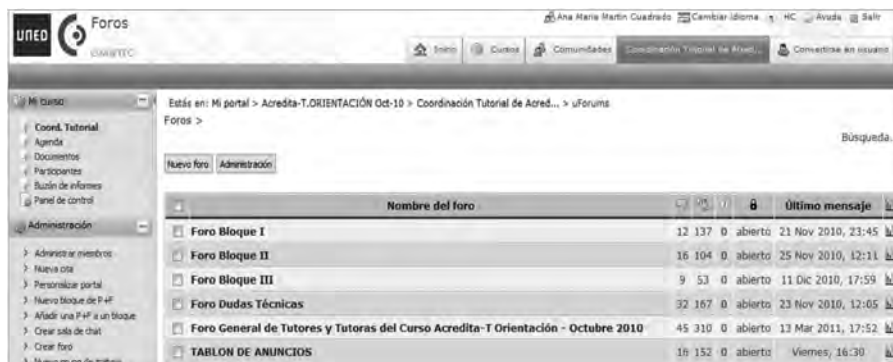 Ana Maria Martin Cuadrado Cambiar idioma HC Ayuda Salir
UNED Foros
Inicio Cursos Comunidades Coordinación Tutorial de Acred... Convertirse en usuario
Mi curso
Estás en: Mi portal > Acredita-T.ORIENTACIÓN Oct-10 > Coordinación Tutorial de Acred... > uForums
Foros >
Búsqueda.
Coord. Tutorial
Agenda
Documentos
Participantes
Buzón de informes
Panel de control
Nuevo foro Administración
Administración
> Administrar miembros
> Nueva cita
> Personalizar portal
> Nuevo bloque de P+F
> Añadir una P+F a un bloque
> Crear sala de chat
> Crear foro
Nombre del foro Último mensaje
Foro Bloque I 12 137 0 abierto 21 Nov 2010, 23:45
Foro Bloque II 16 104 0 abierto 25 Nov 2010, 12:11
Foro Bloque III 9 53 0 abierto 11 Dic 2010, 17:59
Foro Dudas Técnicas 32 167 0 abierto 23 Nov 2010, 12:05
Foro General de Tutores y Tutoras del Curso Acredita-T Orientación - Octubre 2010 45 310 0 abierto 13 Mar 2011, 17:52
TABLON DE ANUNCIOS 16 152 0 abierto Viernes, 16:30